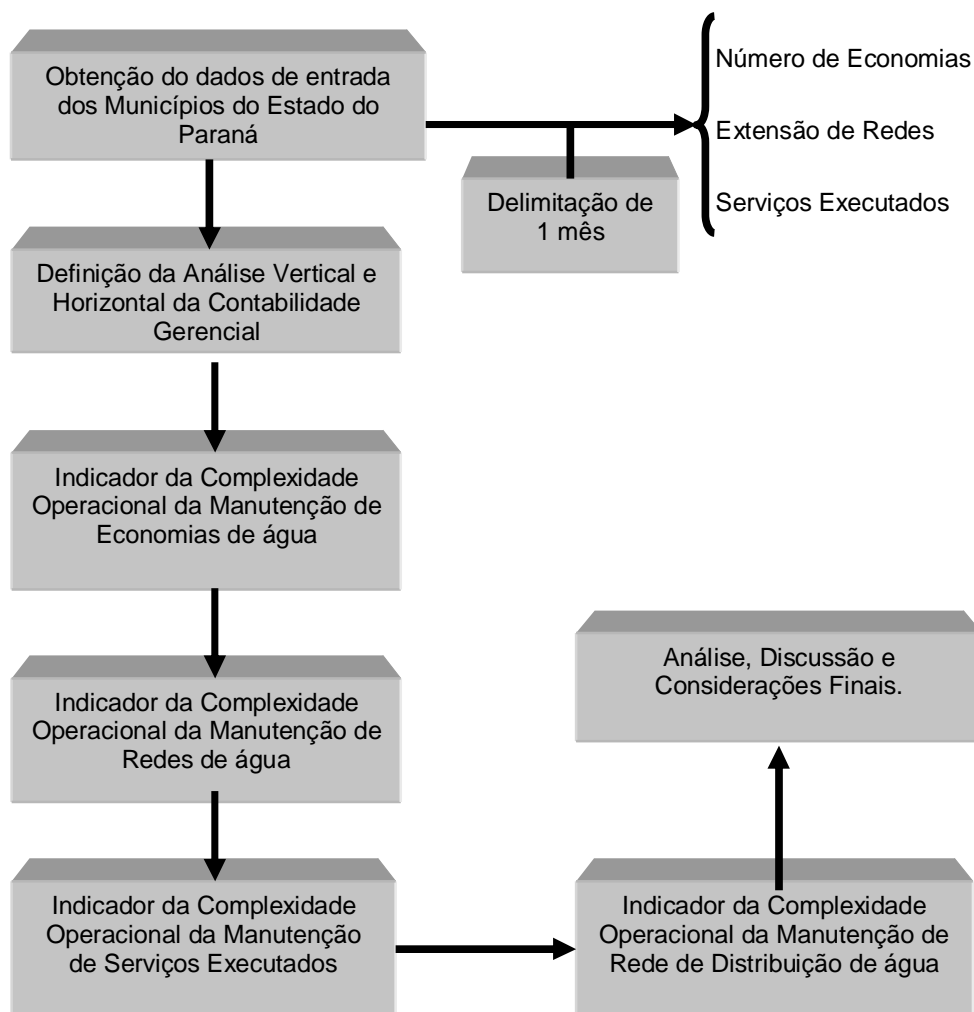 Obtenção do dados de entrada
dos Municípios do Estado do
Paraná
Número de Economias
Extensão de Redes
Serviços Executados
Delimitação de
1 mês
Definição da Análise Vertical e
Horizontal da Contabilidade
Gerencial
Indicador da Complexidade
Operacional da Manutenção de
Economias de água
Indicador da Complexidade
Operacional da Manutenção de
Redes de água
Indicador da Complexidade
Operacional da Manutenção
de Serviços Executados
Indicador da Complexidade
Operacional da Manutenção de
Rede de Distribuição de água
Análise, Discussão e
Considerações Finais.